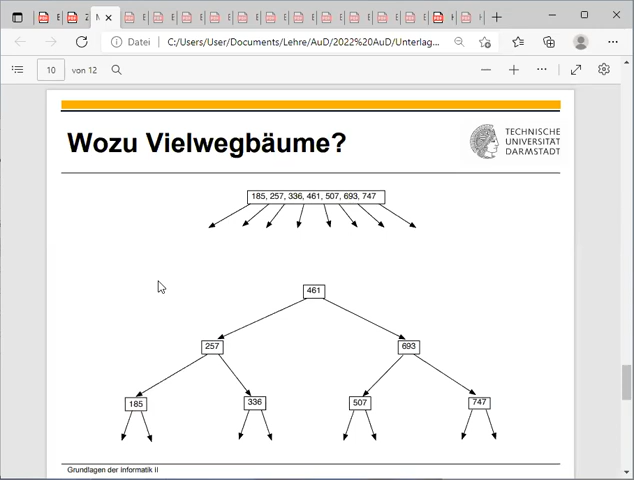 Datei C:/Users/User/Documents/Lehre/AuD/2022%20AuD/Unterlag...
10 von 12
Wozu Vielwegbäume?
TECHNISCHE
UNIVERSITÄT
DARMSTADT
185, 257, 336, 461, 507, 693, 747
461
257 693
185 336 507 747
Grundlagen der Informatik II